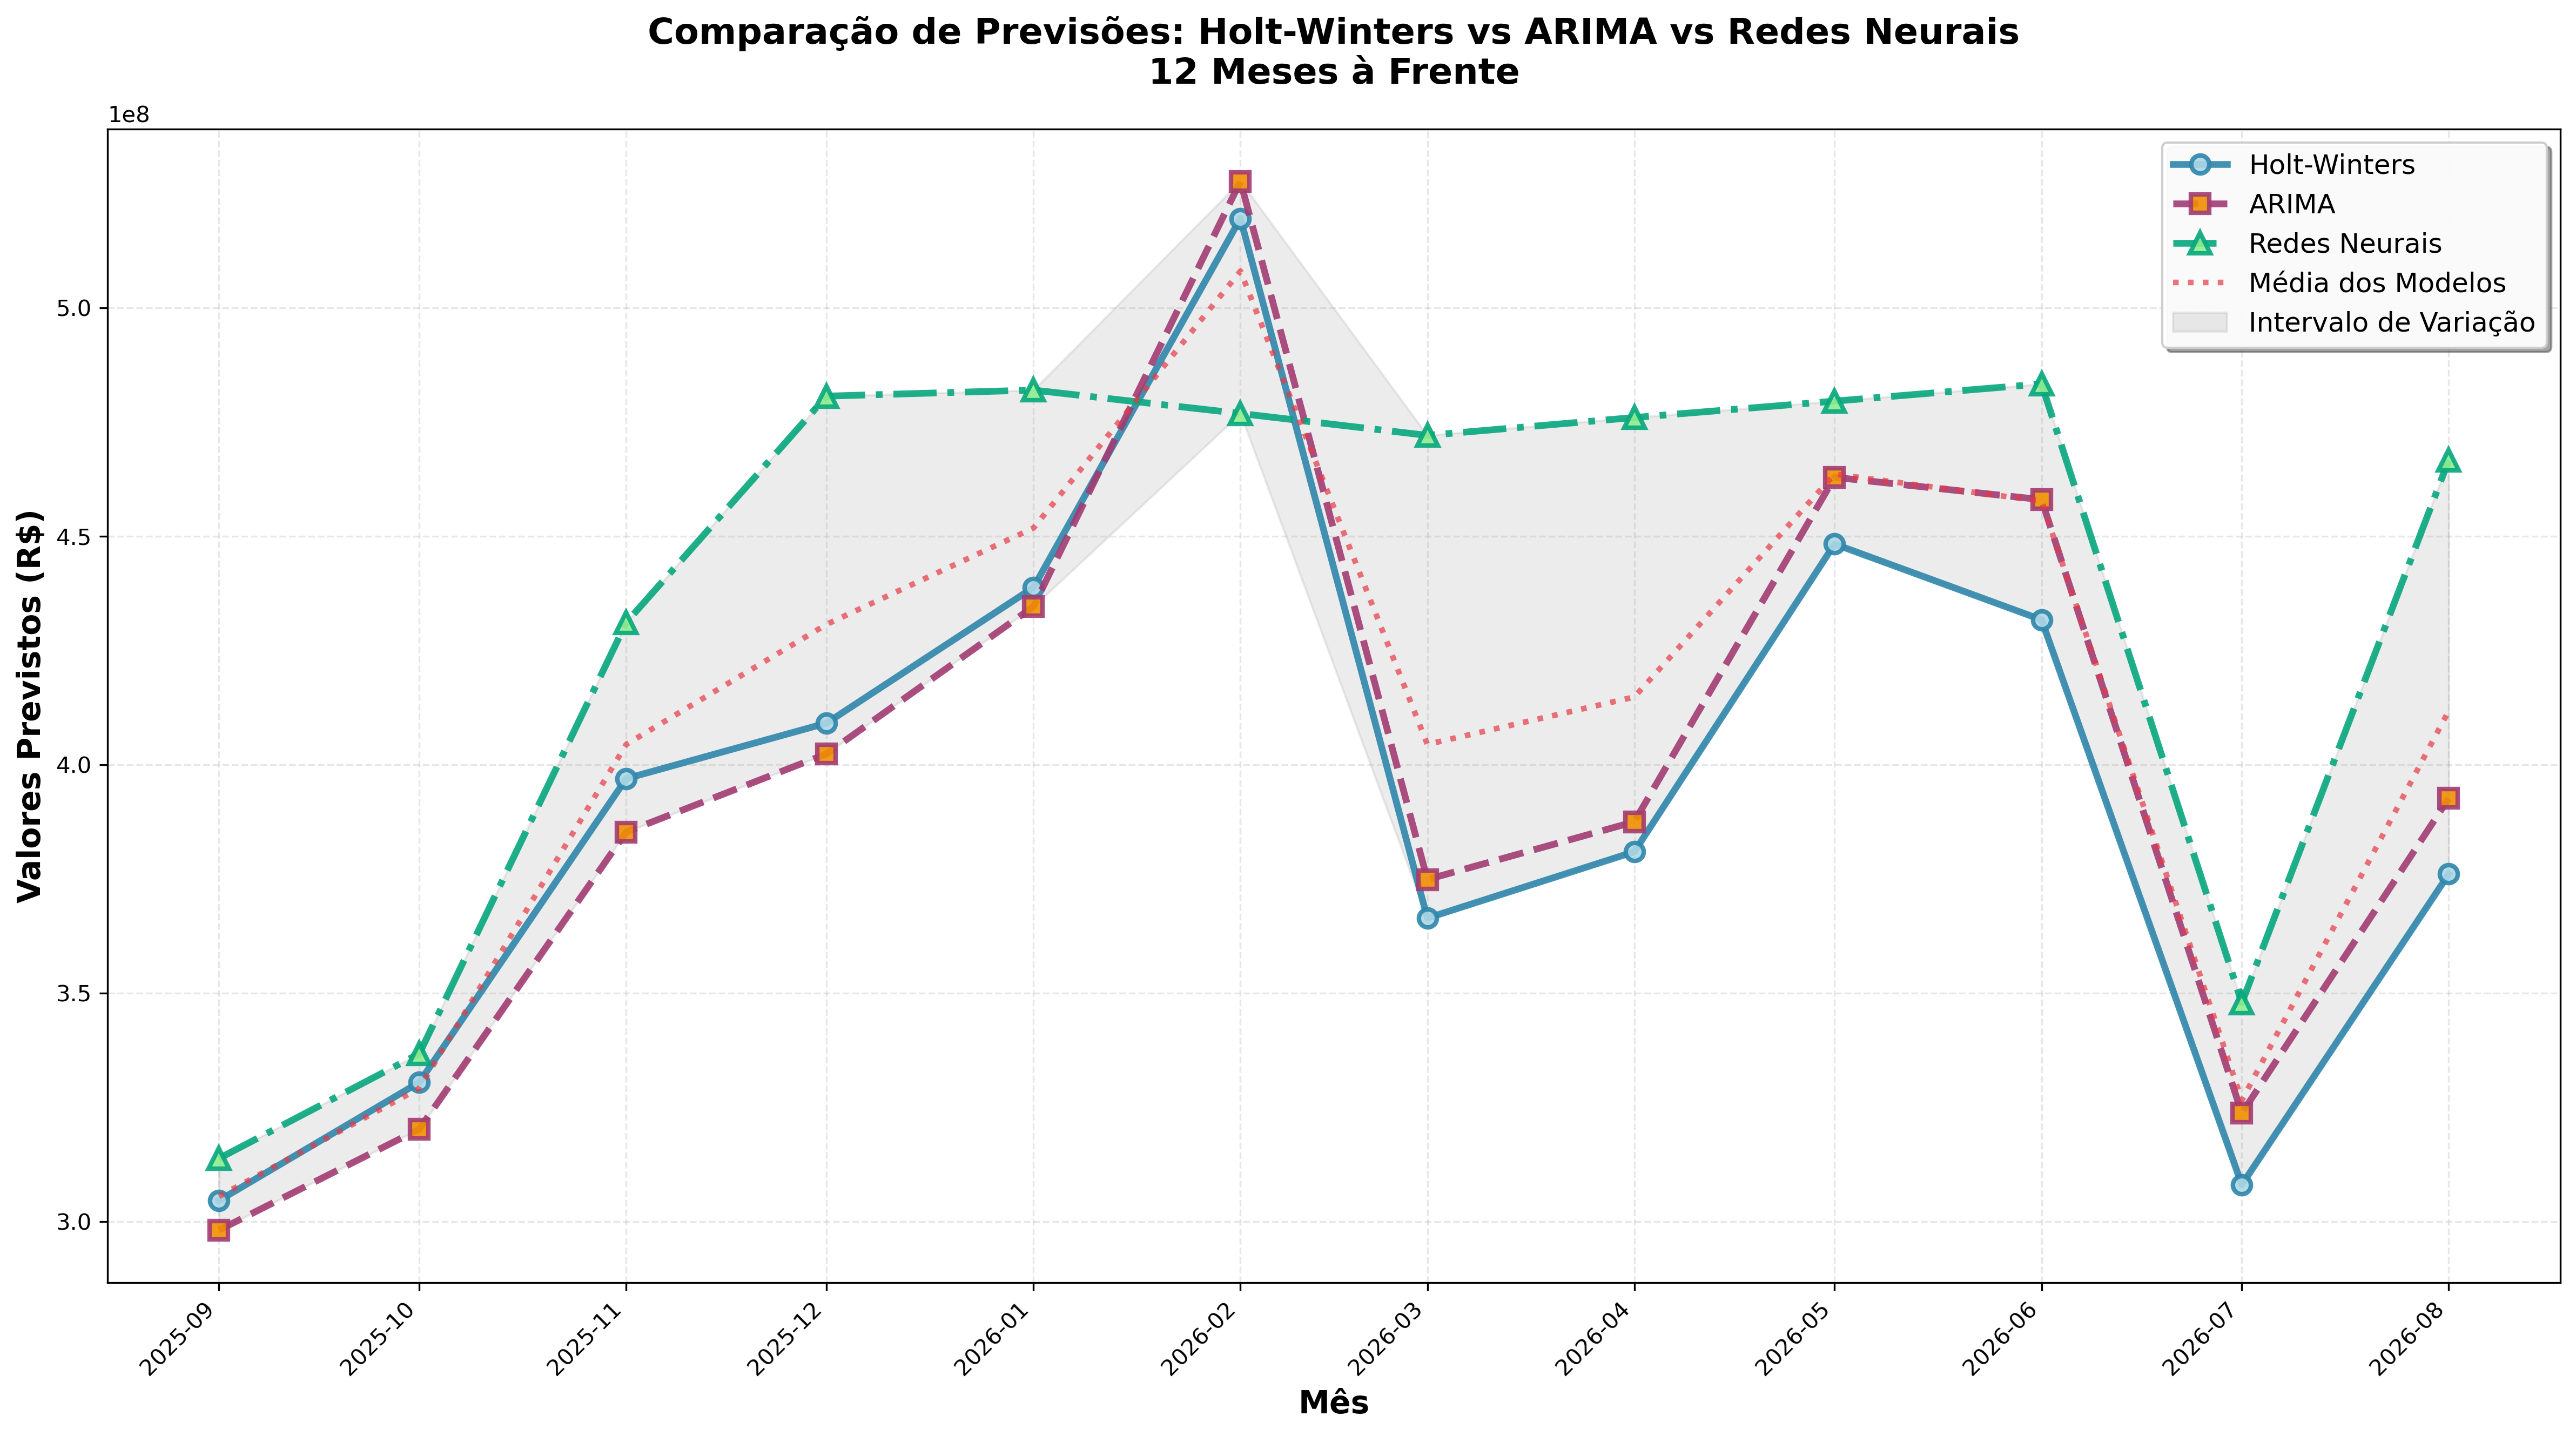 Comparação de Previsões: Holt-Winters vs ARIMA vs Redes Neurais
12 Meses à Frente
1e8
Holt-Winters
ARIMA
Redes Neurais
Média dos Modelos
Intervalo de Variação
Valores Previstos (R$)
5.0
4.5
4.0
3.5
3.0
2025-09
2025-10
2025-11
2025-12
2026-01
2026-02
2026-03
2026-04
2026-05
2026-06
2026-07
2026-08
Mês